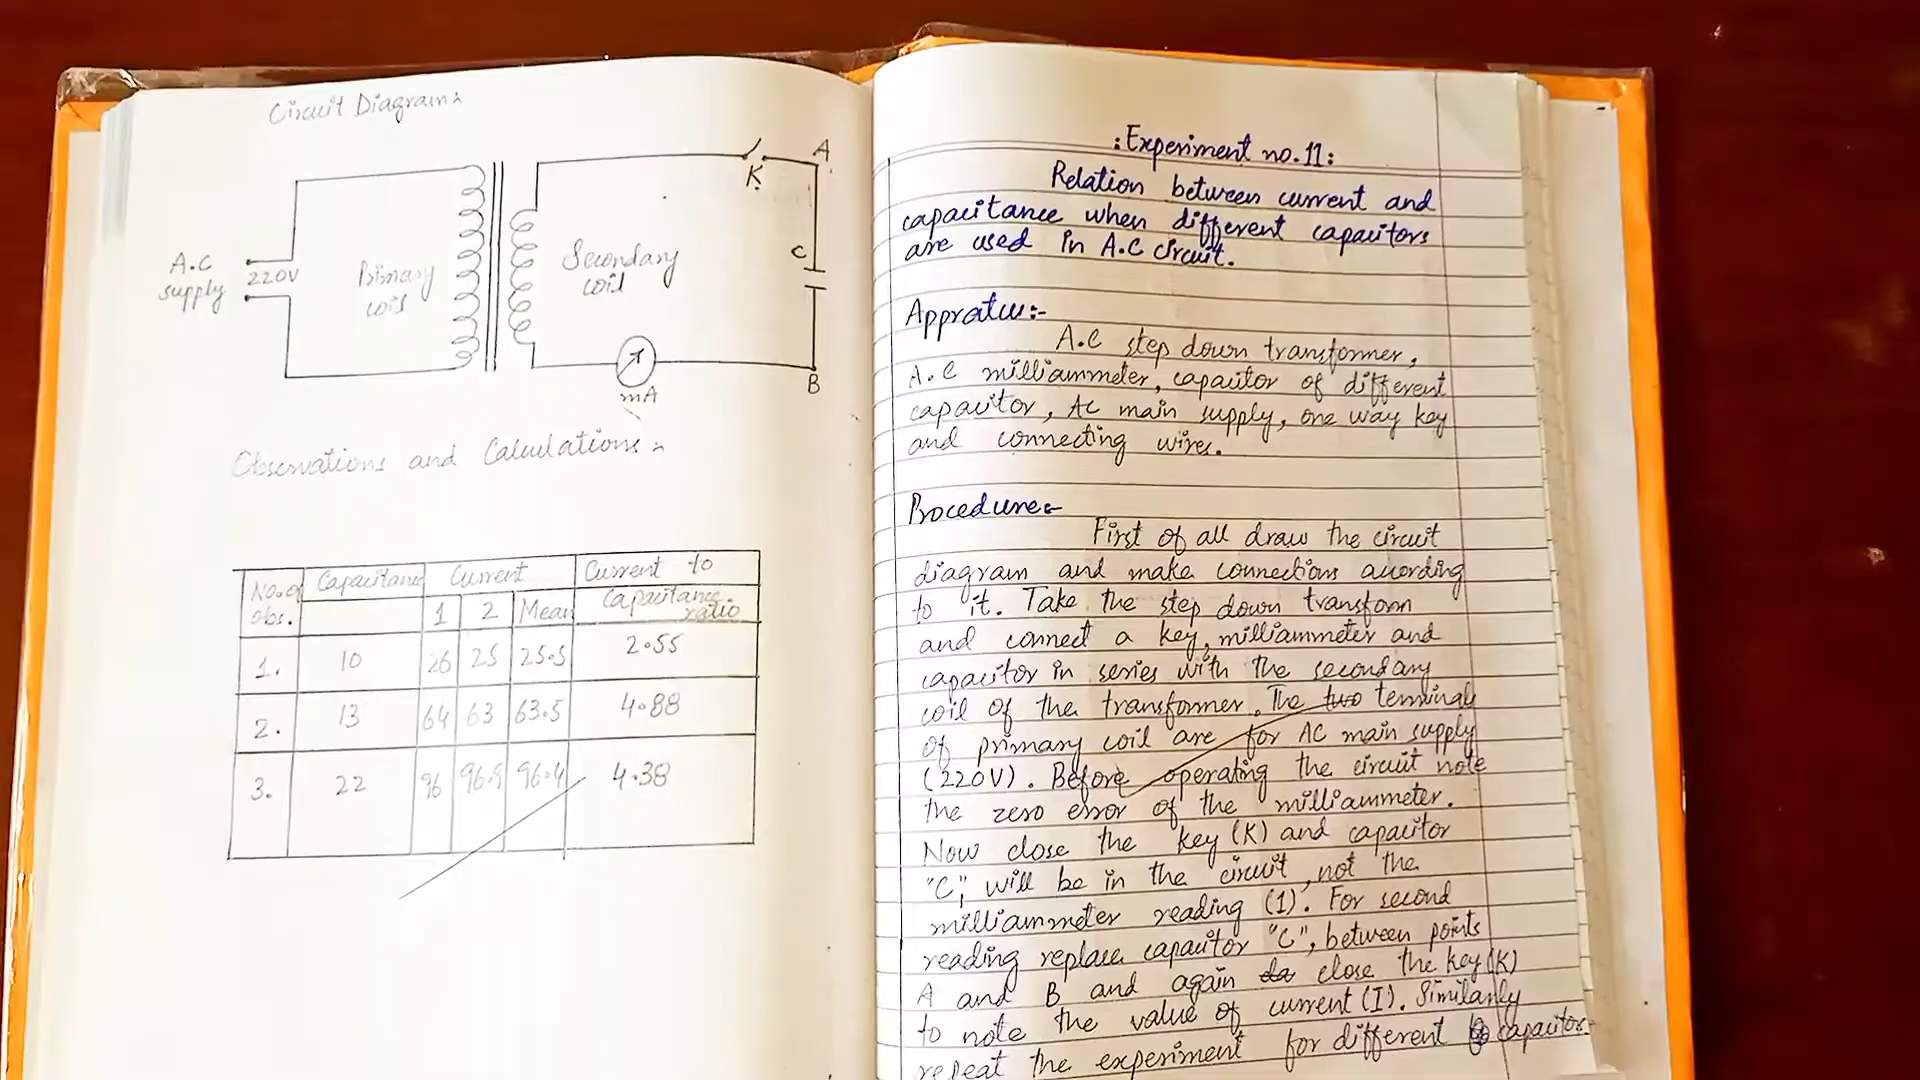 Circuit Diagram:
A
K
A.C
supply
220V
Primary
coil
Secondary
coil
C
mA
B
Observations and Calculations:
No. of
obs.
Capacitance
Current
Current to
Capacitance
ratio
1 2 Mean
1. 10 26 25 25.5 2.55
2. 13 64 63 63.5 4.88
3. 22 96 96.9 96.4 4.38
:Experiment no.11:
Relation between current and
capacitance when different capacitors
are used in A.C circuit.
Appratus:-
A.C step down transformer,
A.C milliammeter, capacitor of different
capacitor, AC main supply, one way key
and connecting wires.
Procedure:-
First of all draw the circuit
diagram and make connections according
to it. Take the step down transform
and connect a key, milliammeter and
capacitor in series with the secondary
coil of the transformer. The two terminals
of primary coil are for AC main supply
(220V). Before operating the circuit note
the zero error of the milliammeter.
Now close the key (K) and capacitor
"C", will be in the circuit, not the
milliammeter reading (1). For second
reading replace capacitor "C", between points
A and B and again close the key (K)
to note the value of current (I). Similarly
repeat the experiment for different capacitor.